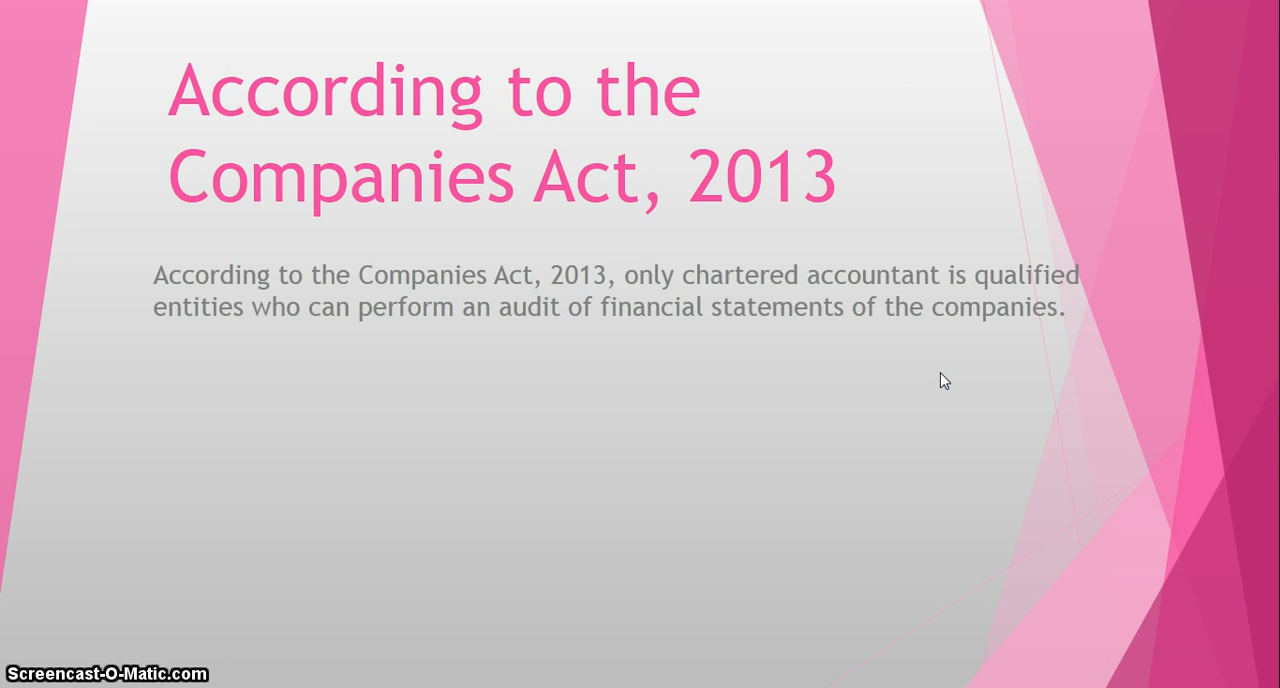 According to the
Companies Act, 2013
According to the Companies Act, 2013, only chartered accountant is qualified
entities who can perform an audit of financial statements of the companies.
Screencast-O-Matic.com